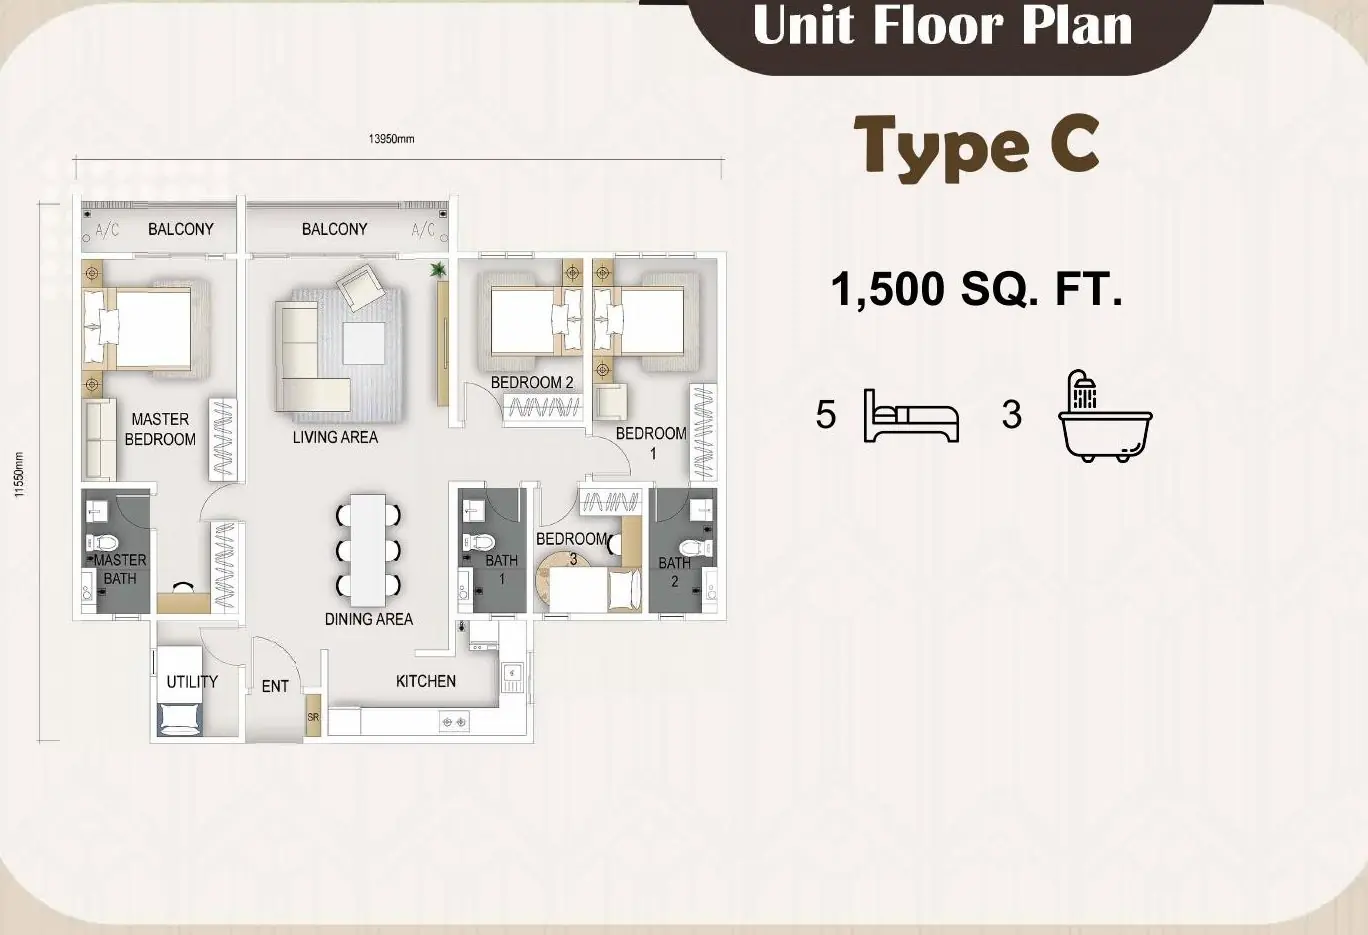 Unit Floor Plan
Type C
1,500 SQ. FT.
5
3
13950mm
11550mm
A/C
BALCONY
BALCONY
A/C
MASTER
BEDROOM
LIVING AREA
BEDROOM 2
BEDROOM
1
MASTER
BATH
DINING AREA
BATH
1
BEDROOM
3
BATH
2
UTILITY
ENT
SR
KITCHEN